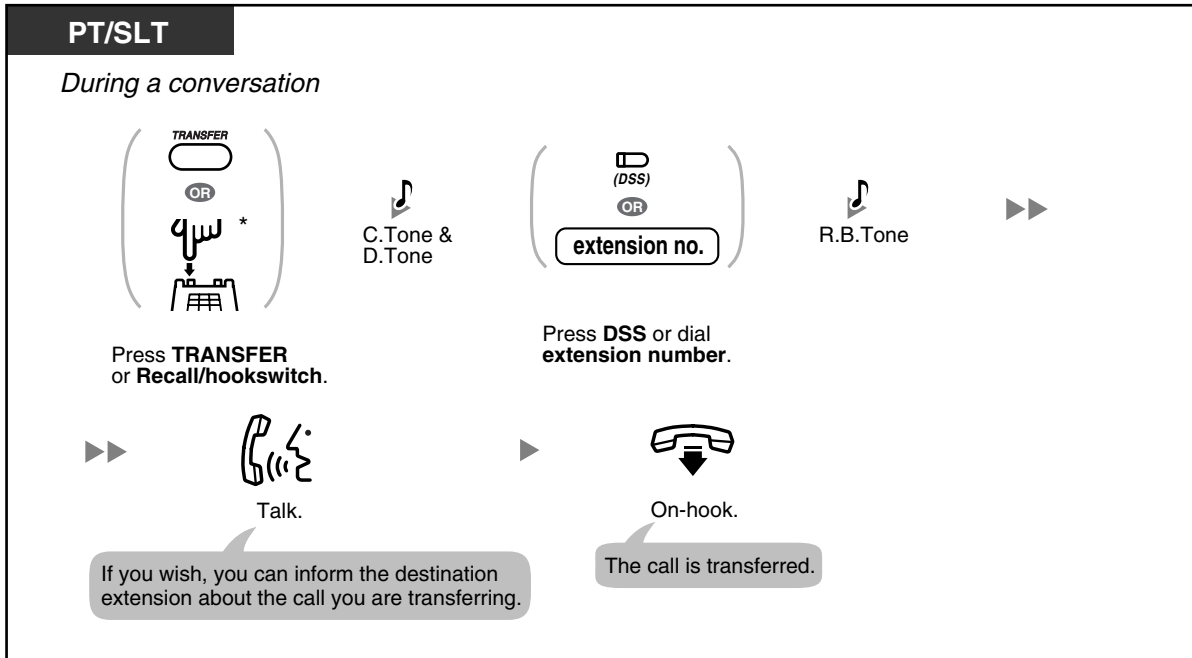 PT/SLT
During a conversation
TRANSFER
OR
*
C.Tone &
D.Tone
(DSS)
OR
extension no.
R.B.Tone
Press TRANSFER
or Recall/hookswitch.
Press DSS or dial
extension number.
Talk.
If you wish, you can inform the destination
extension about the call you are transferring.
On-hook.
The call is transferred.